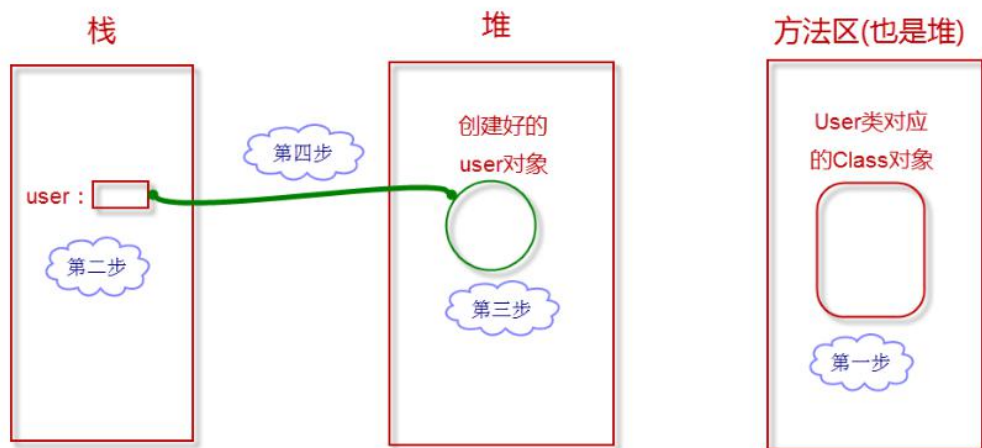 栈
堆
方法区(也是堆)
创建好的
user对象
User类对应
的Class对象
第四步
user：
第二步
第三步
第一步